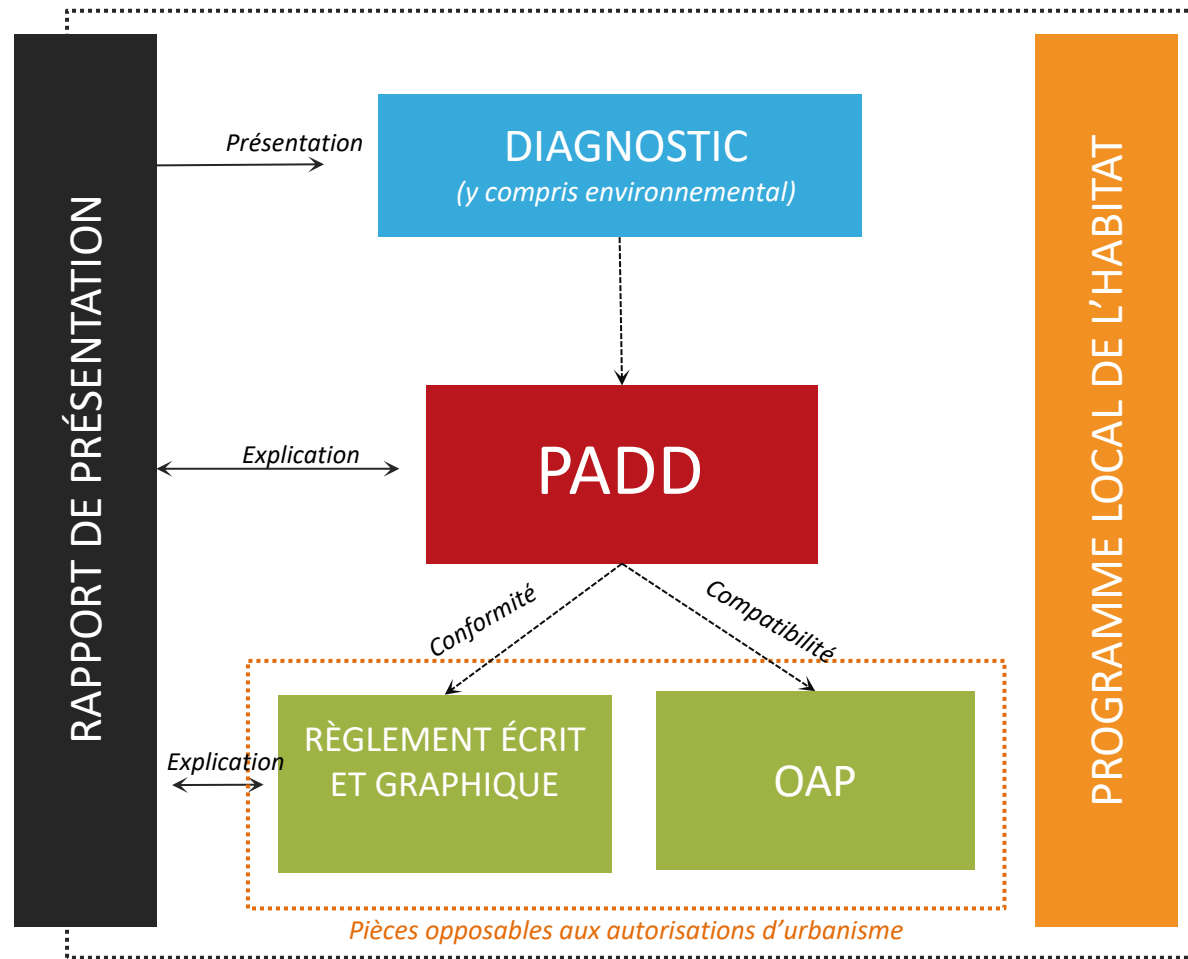 RAPPORT DE PRÉSENTATION
Présentation
DIAGNOSTIC
(y compris environnemental)
Explication
PADD
Conformité
Compatibilité
Explication
RÈGLEMENT ÉCRIT
ET GRAPHIQUE
OAP
Pièces opposables aux autorisations d’urbanisme
PROGRAMME LOCAL DE L’HABITAT